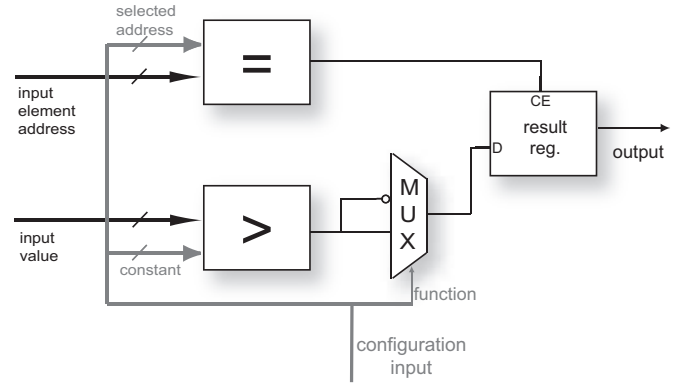 selected
address
=
input
element
address
CE
result
reg.
D
output
M
U
X
>
input
value
constant
function
configuration
input